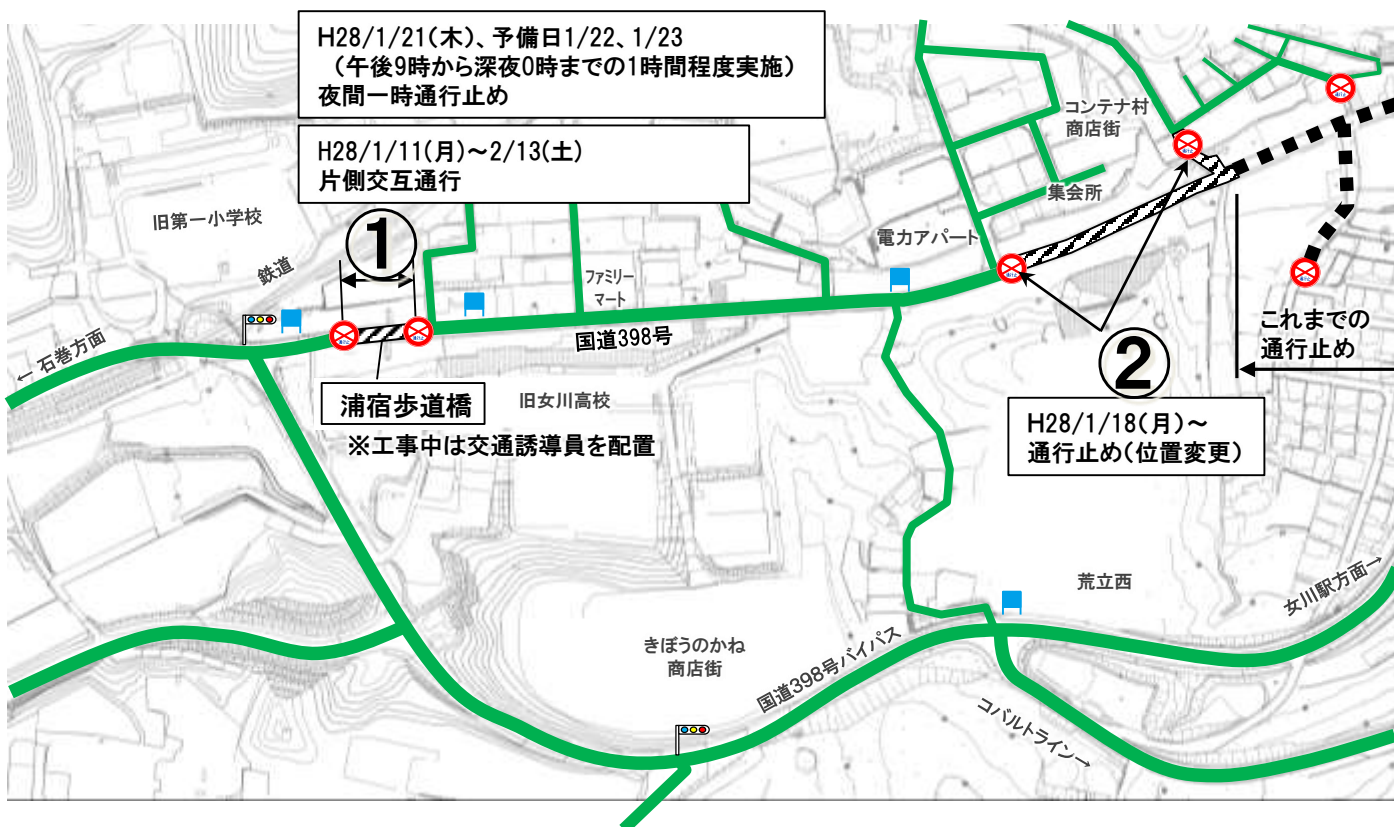 H28/1/21(木)、予備日1/22、1/23
(午後9時から深夜0時までの1時間程度実施)
夜間一時通行止め
H28/1/11(月)～2/13(土)
片側交互通行
コンテナ村
商店街
旧第一小学校
①
集会所
電力アパート
鉄道
ファミリー
マート
国道398号
これまでの
通行止め
← 石巻方面
②
浦宿歩道橋
旧女川高校
※工事中は交通誘導員を配置
H28/1/18(月)～
通行止め(位置変更)
荒立西
女川駅方面→
きぼうのかね
商店街
国道398号バイパス
コバルトライン→